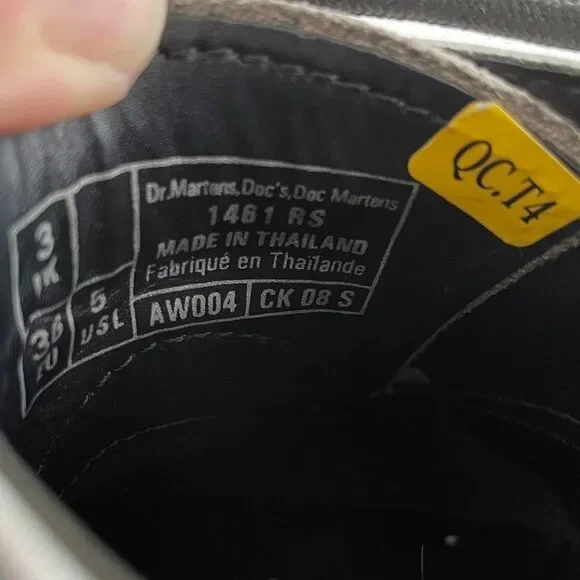 Dr.Martens,Doc's,Doc Martens
1461 RS
MADE IN THAILAND
Fabriqué en Thaïlande
AW004
CK 08 S
3
UK
36
EU
5
USL
QC.T4